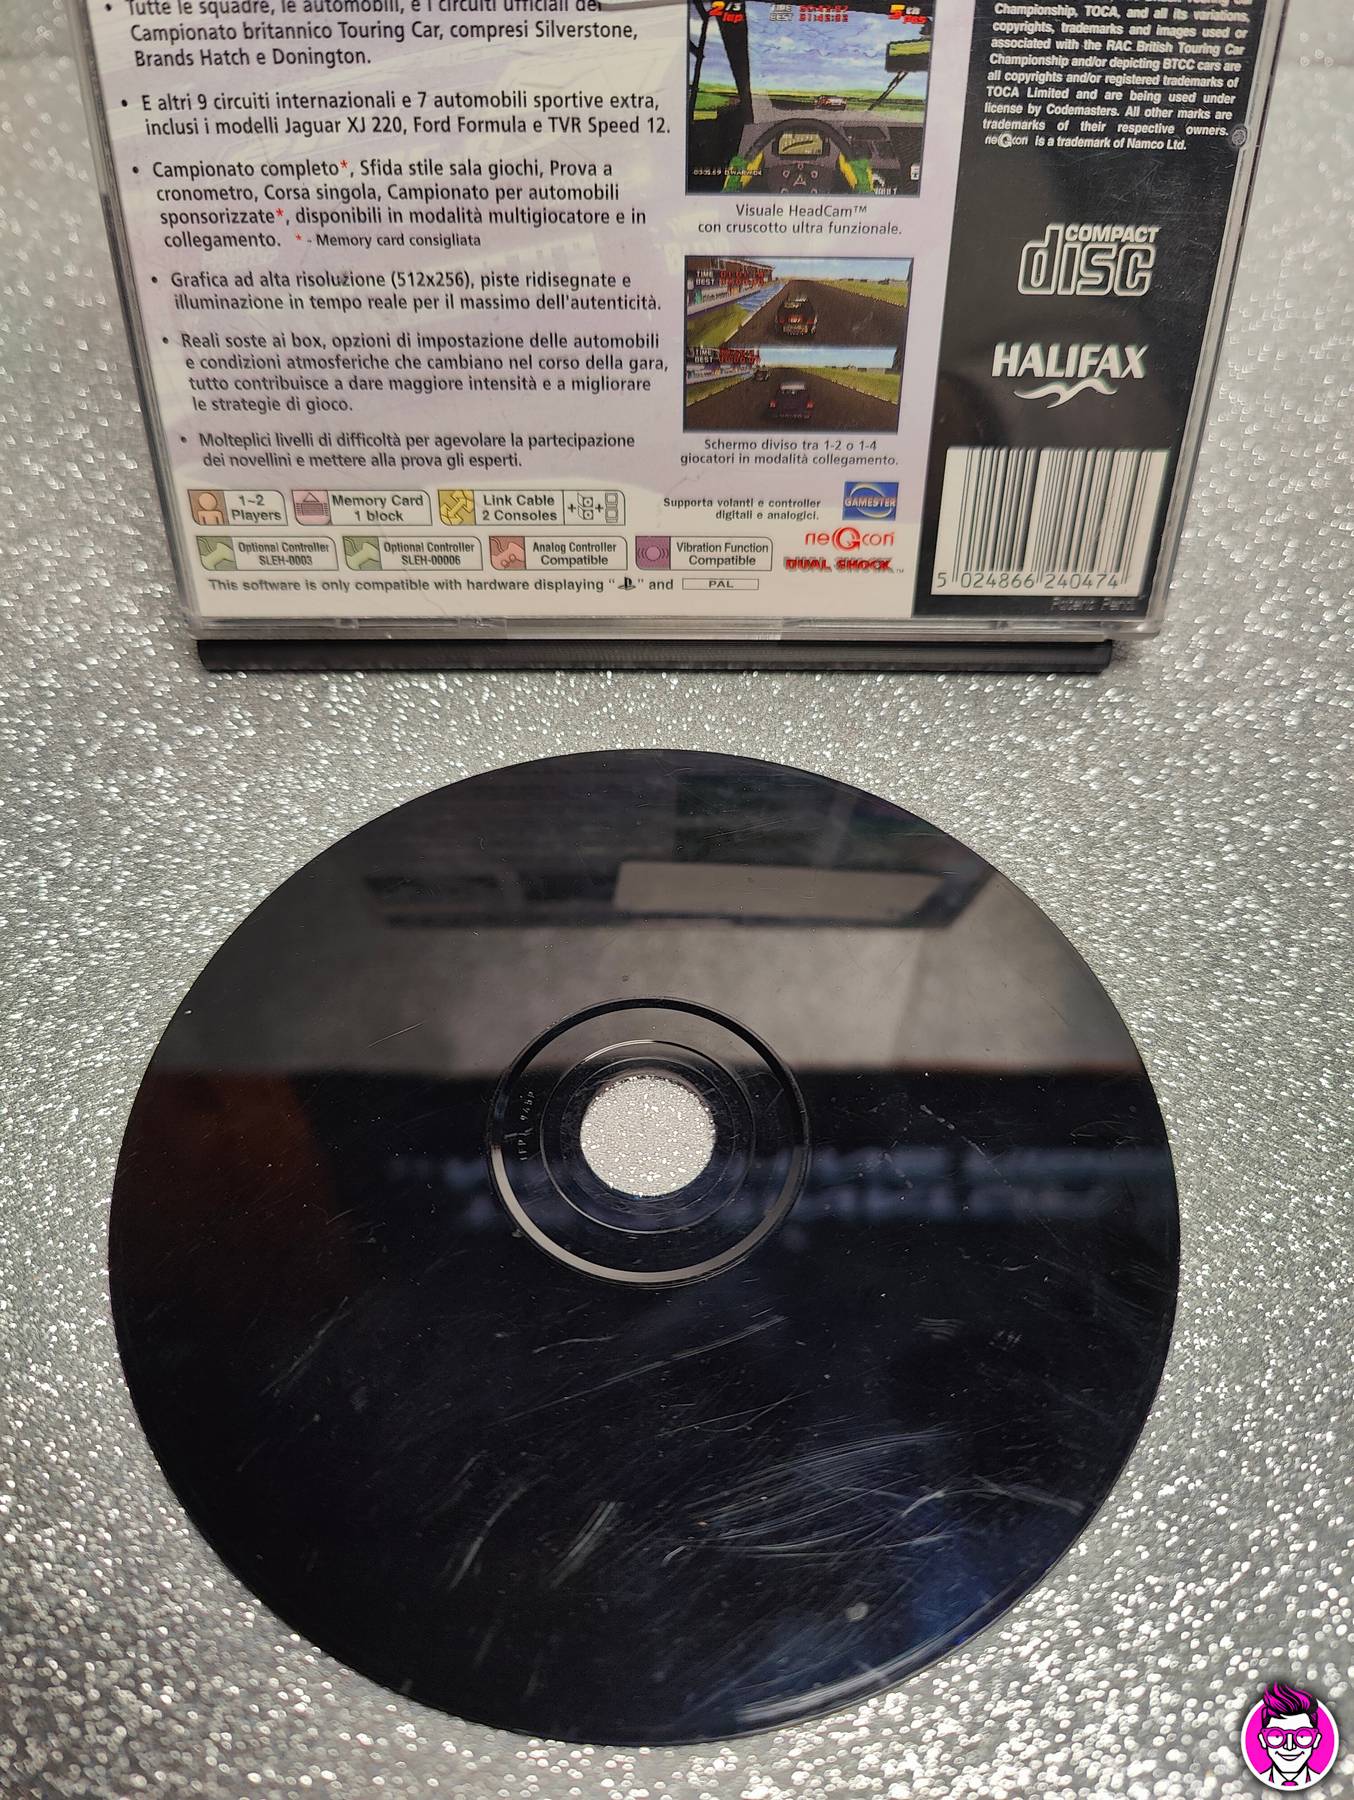 • Tutte le squadre, le automobili, e i circuiti ufficiali del
Campionato britannico Touring Car, compresi Silverstone,
Brands Hatch e Donington.
• E altri 9 circuiti internazionali e 7 automobili sportive extra,
inclusi i modelli Jaguar XJ 220, Ford Formula e TVR Speed 12.
• Campionato completo*, Sfida stile sala giochi, Prova a
cronometro, Corsa singola, Campionato per automobili
sponsorizzate*, disponibili in modalità multigiocatore e in
collegamento. * - Memory card consigliata
• Grafica ad alta risoluzione (512x256), piste ridisegnate e
illuminazione in tempo reale per il massimo dell'autenticità.
• Reali soste ai box, opzioni di impostazione delle automobili
e condizioni atmosferiche che cambiano nel corso della gara,
tutto contribuisce a dare maggiore intensità e a migliorare
le strategie di gioco.
• Molteplici livelli di difficoltà per agevolare la partecipazione
dei novellini e mettere alla prova gli esperti.
2/3 lap
TIME
BEST
5th pos
Visuale HeadCam™
con cruscotto ultra funzionale.
TIME
BEST
TIME
BEST
Schermo diviso tra 1-2 o 1-4
giocatori in modalità collegamento.
Championship, TOCA, and all its variations,
copyrights, trademarks and images used or
associated with the RAC British Touring Car
Championship and/or depicting BTCC cars are
all copyrights and/or registered trademarks of
TOCA Limited and are being used under
license by Codemasters. All other marks are
trademarks of their respective owners.
neGcon is a trademark of Namco Ltd.
COMPACT
disc
HALIFAX
5 024866 240474
1~2
Players
Memory Card
1 block
Link Cable
2 Consoles
Supporta volanti e controller
digitali e analogici.
GAMESTER
Optional Controller
SLEH-0003
Optional Controller
SLEH-00006
Analog Controller
Compatible
Vibration Function
Compatible
neGcon
DUAL SHOCK™
This software is only compatible with hardware displaying " " and PAL